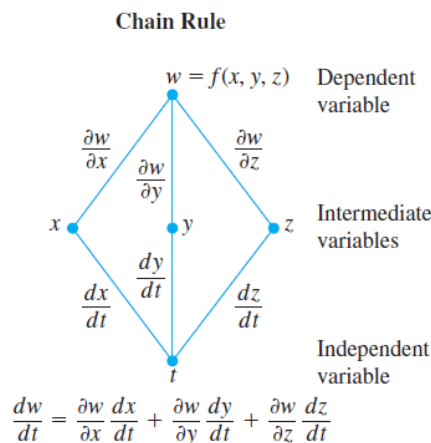 Chain Rule
w = f(x, y, z) Dependent variable
∂w/∂x ∂w/∂y ∂w/∂z
x y z Intermediate variables
dx/dt dy/dt dz/dt
t Independent variable
dw/dt = ∂w/∂x dx/dt + ∂w/∂y dy/dt + ∂w/∂z dz/dt